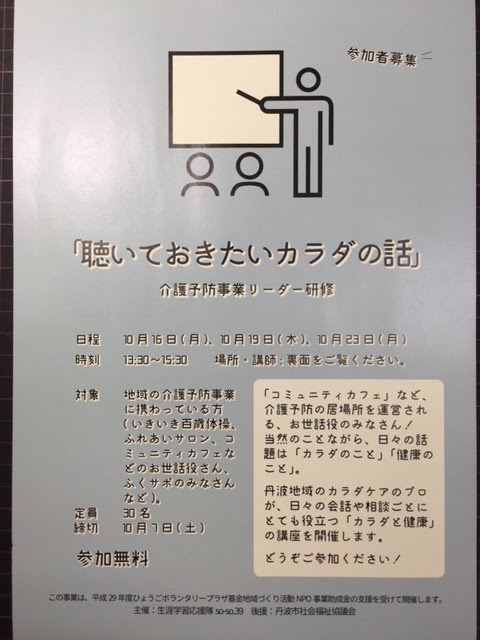 参加者募集
「聴いておきたいカラダの話」
介護予防事業リーダー研修
日程 10月16日(月)、10月19日(木)、10月23日(月)
時刻 13:30~15:30 場所・講師:裏面をご覧ください。
対象 地域の介護予防事業
に携わっている方
(いきいき百歳体操、
ふれあいサロン、コ
ミュニティカフェな
どのお世話役さん、
ふくサポのみなさん
など)。
定員 30名
締切 10月7日(土)
参加無料
「コミュニティカフェ」など、
介護予防の居場所を運営され
る、お世話役のみなさん!
当然のことながら、日々の話
題は「カラダのこと」「健康の
こと」。
丹波地域のカラダケアのプロ
が、日々の会話や相談ごとに
とても役立つ「カラダと健康」
の講座を開催します。
どうぞご参加ください!
この事業は、平成29年度ひょうごボランタリープラザ基金地域づくり活動NPO事業助成金の支援を受けて開催します。
主催:生涯学習応援隊 so-so.39 後援:丹波市社会福祉協議会